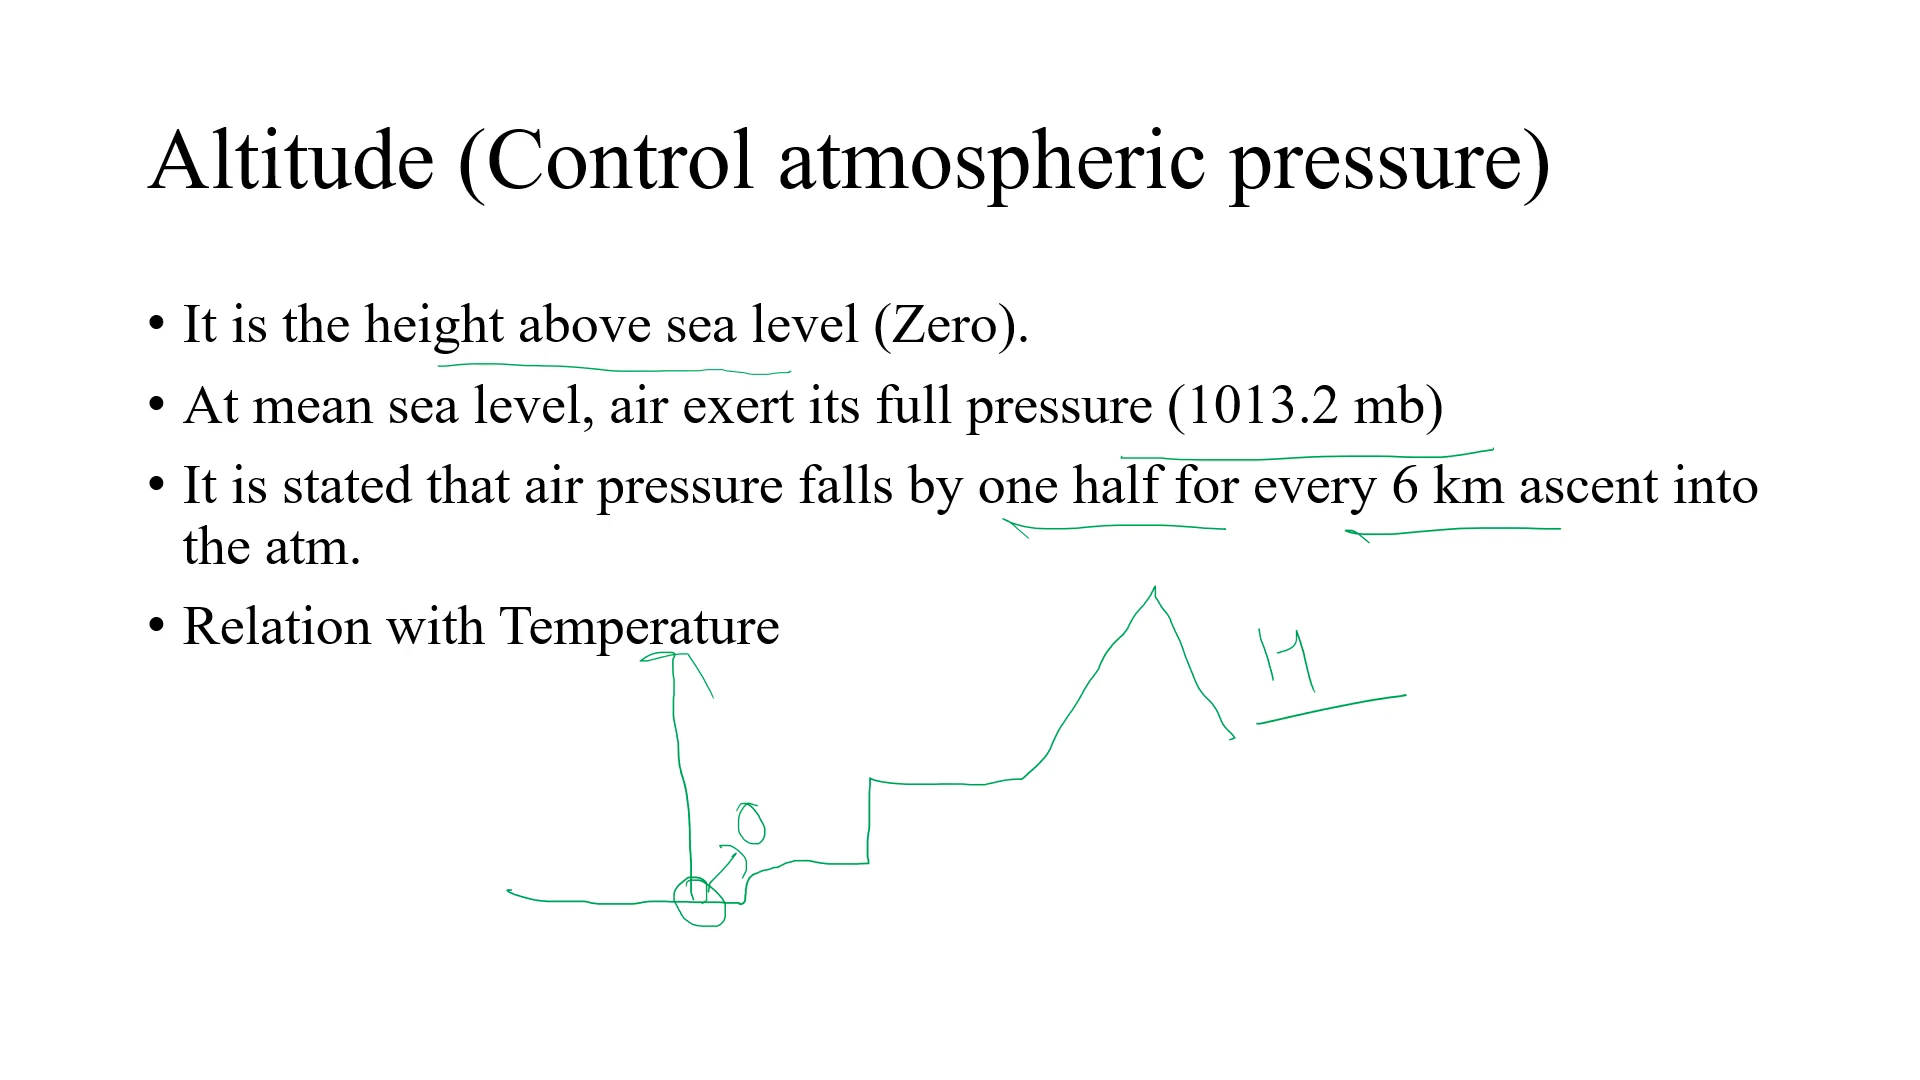 Altitude (Control atmospheric pressure)
• It is the height above sea level (Zero).
• At mean sea level, air exert its full pressure (1013.2 mb)
• It is stated that air pressure falls by one half for every 6 km ascent into
the atm.
• Relation with Temperature
H
0